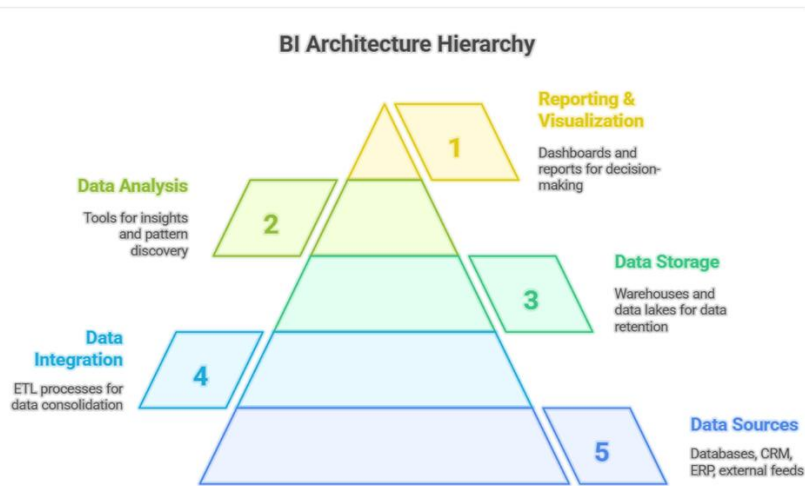 BI Architecture Hierarchy
Reporting &
Visualization
1
Dashboards and
reports for decision-
making
Data Analysis
2
Tools for insights
and pattern
discovery
Data Storage
3
Warehouses and
data lakes for data
retention
Data
Integration
4
ETL processes for
data consolidation
Data Sources
5
Databases, CRM,
ERP, external feeds